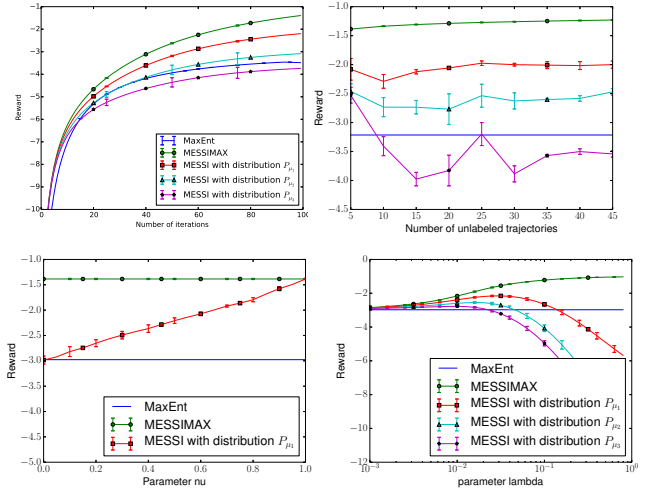 −1
−2
−3
−4
−5
−6
−7
−8
−9
−10
0 20 40 60 80 100
Reward
Number of iterations
MaxEnt
MESSIMAX
MESSI with distribution Pμ1
MESSI with distribution Pμ2
MESSI with distribution Pμ3
−1.0
−1.5
−2.0
−2.5
−3.0
−3.5
−4.0
−4.5
5 10 15 20 25 30 35 40 45
Reward
Number of unlabeled trajectories
−1.0
−1.5
−2.0
−2.5
−3.0
−3.5
−4.0
−4.5
−5.0
0.0 0.2 0.4 0.6 0.8 1.0
Reward
Parameter nu
MaxEnt
MESSIMAX
MESSI with distribution Pμ1
0
−2
−4
−6
−8
−10
−12
10⁻³ 10⁻² 10⁻¹ 10⁰
Reward
parameter lambda
MaxEnt
MESSIMAX
MESSI with distribution Pμ1
MESSI with distribution Pμ2
MESSI with distribution Pμ3